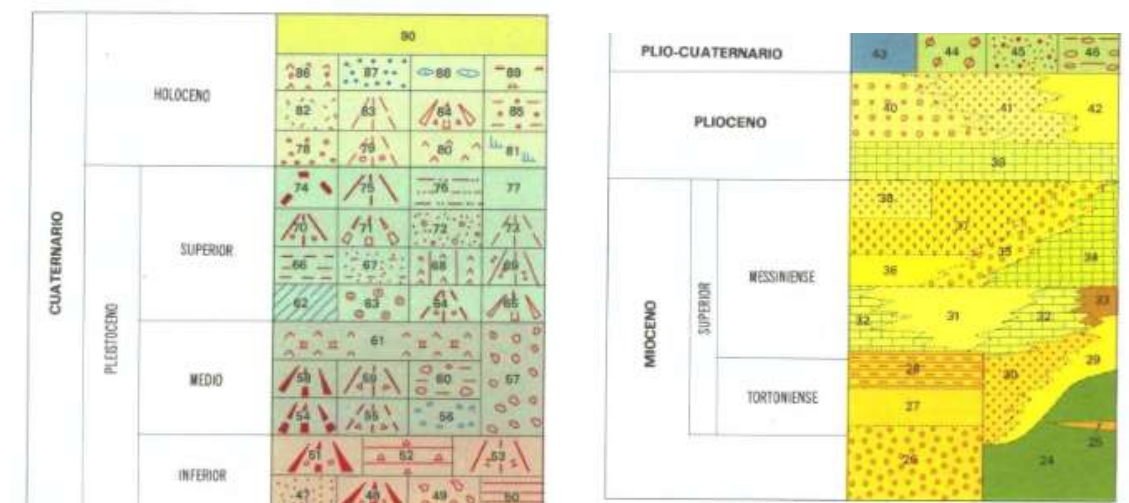 90
86 87 88 89
HOLOCENO
82 83 84 85
78 79 80 81
74 75 76 77
70 71 72 73
SUPERIOR
66 67 68 69
62 63 64 65
CUATERNARIO
PLEISTOCENO
61
MEDIO
58 59 60 57
54 55 56
51 52 53
INFERIOR
47 48 49 50
PLIO-CUATERNARIO
43 44 45 46
40 41 42
PLIOCENO
39
38
37
35
34
MESSINIENSE
36
33
32 31 32
MIOCENO
SUPERIOR
29
28 30
TORTONIENSE
27
25
26 24